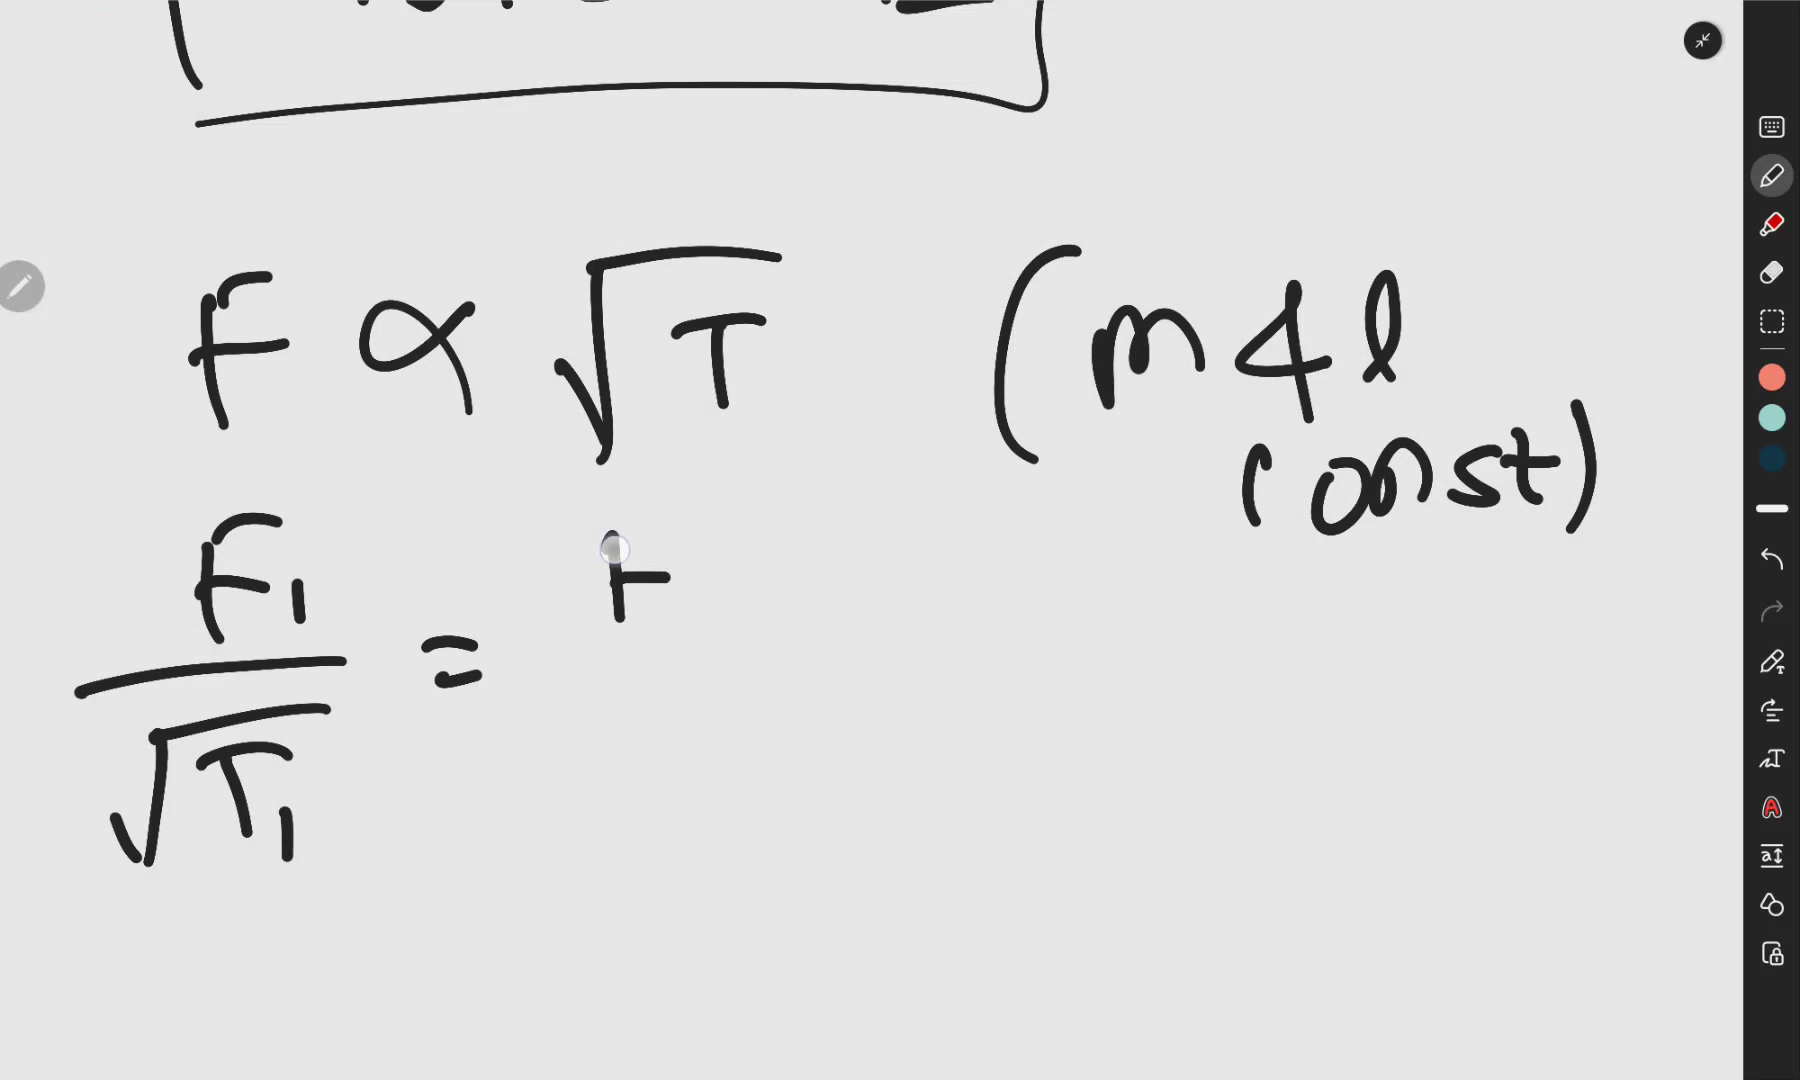 F ∝ √T (m & l
const)
F1/√T1 = F